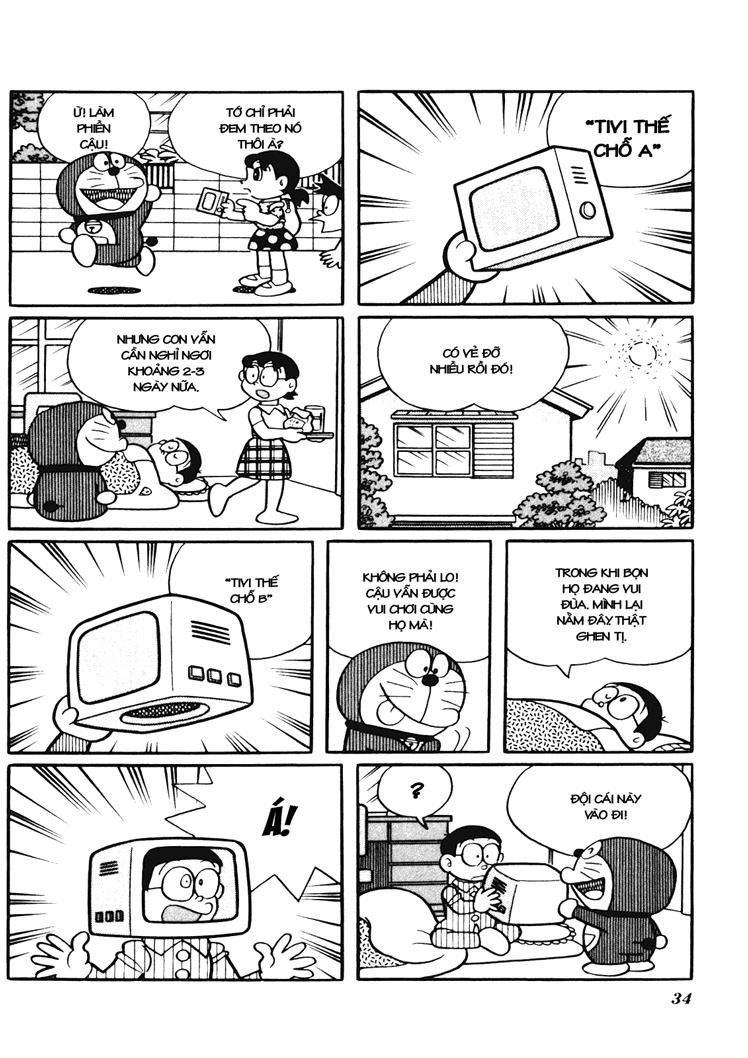 “TIVI THẾ
CHỖ A”
TỚ CHỈ PHẢI
ĐEM THEO NÓ
THÔI À?
Ừ! LÀM
PHIỀN
CẬU!
CÓ VẺ ĐỠ
NHIỀU RỒI ĐÓ!
NHƯNG CON VẪN
CẦN NGHỈ NGƠI
KHOẢNG 2-3
NGÀY NỮA.
TRONG KHI BỌN
HỌ ĐANG VUI
ĐÙA, MÌNH LẠI
NẰM ĐÂY THẬT
GHEN TỊ.
KHÔNG PHẢI LO!
CẬU VẪN ĐƯỢC
VUI CHƠI CÙNG
HỌ MÀ!
“TIVI THẾ
CHỖ B”
ĐỘI CÁI NÀY
VÀO ĐI!
?
Á!
34